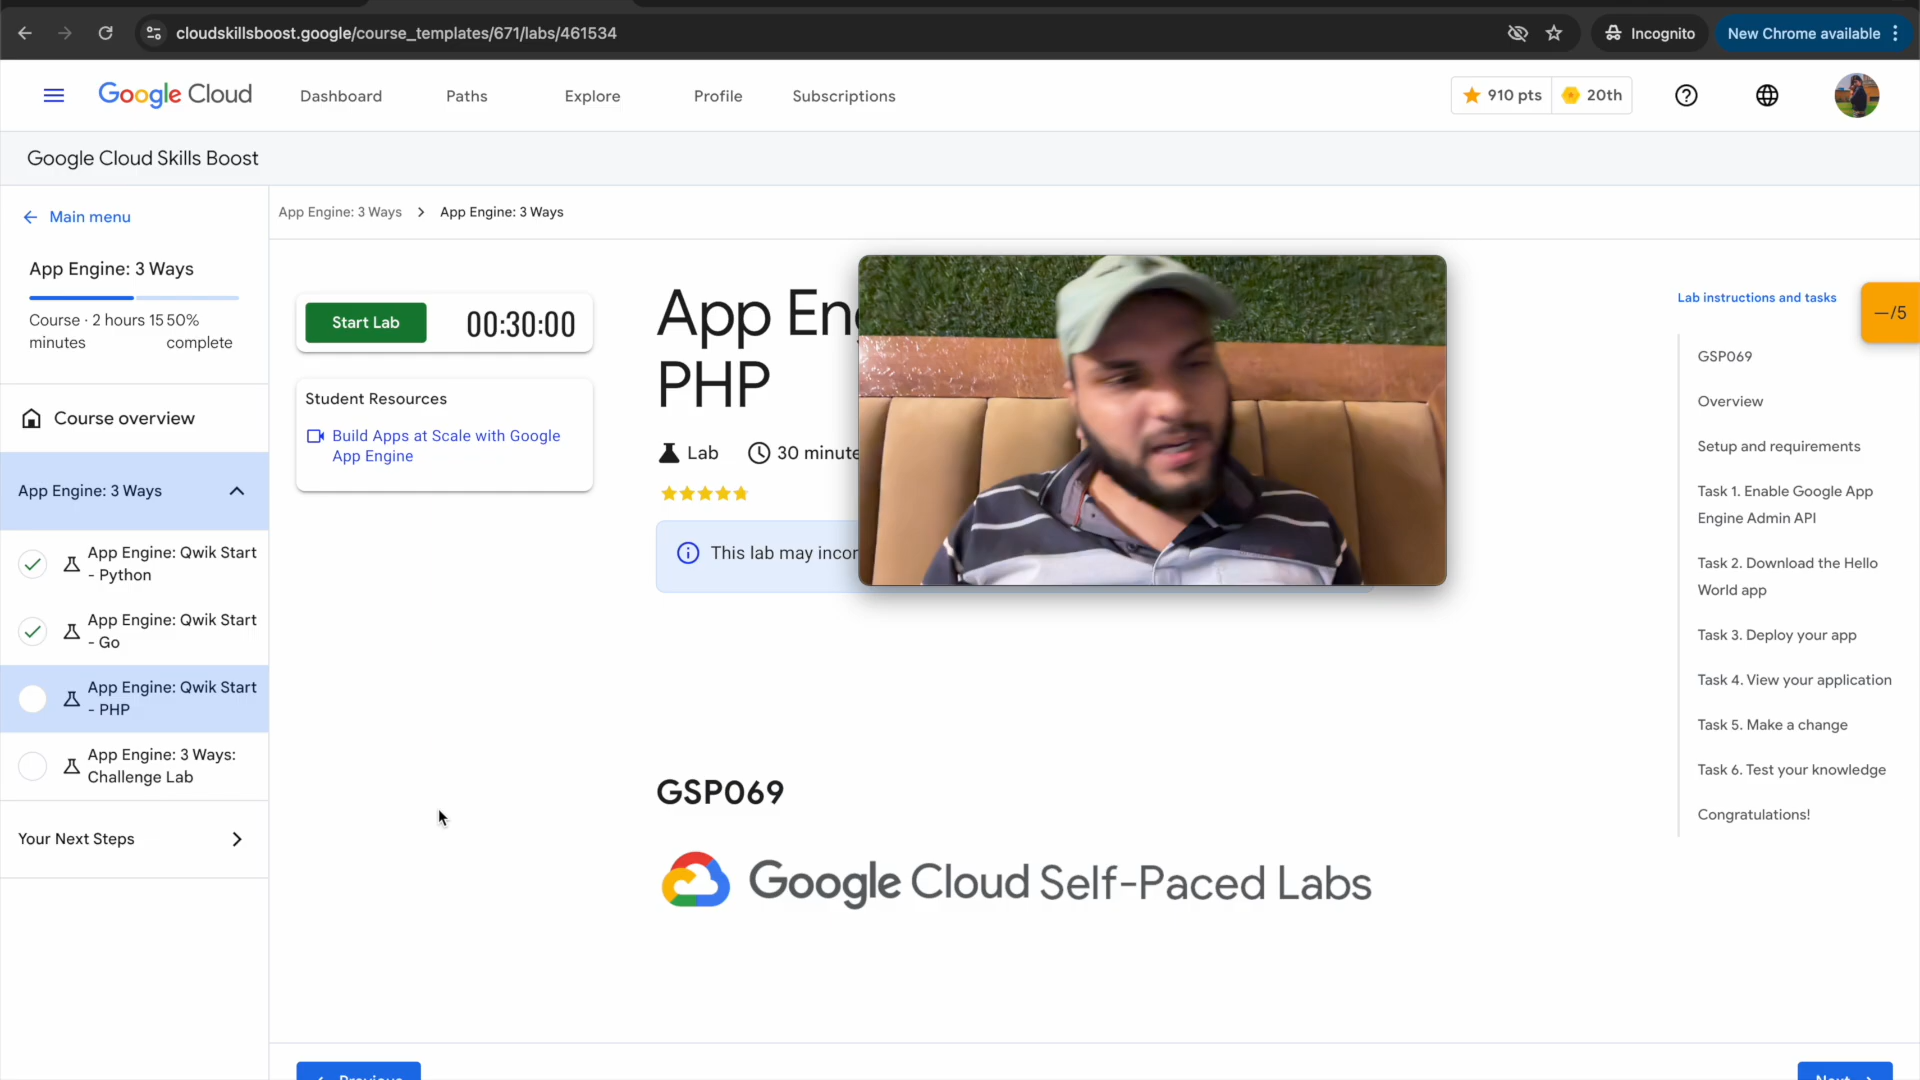 cloudskillsboost.google/course_templates/671/labs/461534
Incognito
New Chrome available
Google Cloud
Dashboard
Paths
Explore
Profile
Subscriptions
910 pts
20th
Google Cloud Skills Boost
Main menu
App Engine: 3 Ways
Course · 2 hours 15 minutes
50% complete
Course overview
App Engine: 3 Ways
App Engine: Qwik Start
- Python
App Engine: Qwik Start
- Go
App Engine: Qwik Start
- PHP
App Engine: 3 Ways:
Challenge Lab
Your Next Steps
App Engine: 3 Ways > App Engine: 3 Ways
Start Lab
00:30:00
Student Resources
Build Apps at Scale with Google
App Engine
App En
PHP
Lab
30 minute
This lab may incor
GSP069
Google Cloud Self-Paced Labs
Previous
Next
Lab instructions and tasks
—/5
GSP069
Overview
Setup and requirements
Task 1. Enable Google App
Engine Admin API
Task 2. Download the Hello
World app
Task 3. Deploy your app
Task 4. View your application
Task 5. Make a change
Task 6. Test your knowledge
Congratulations!